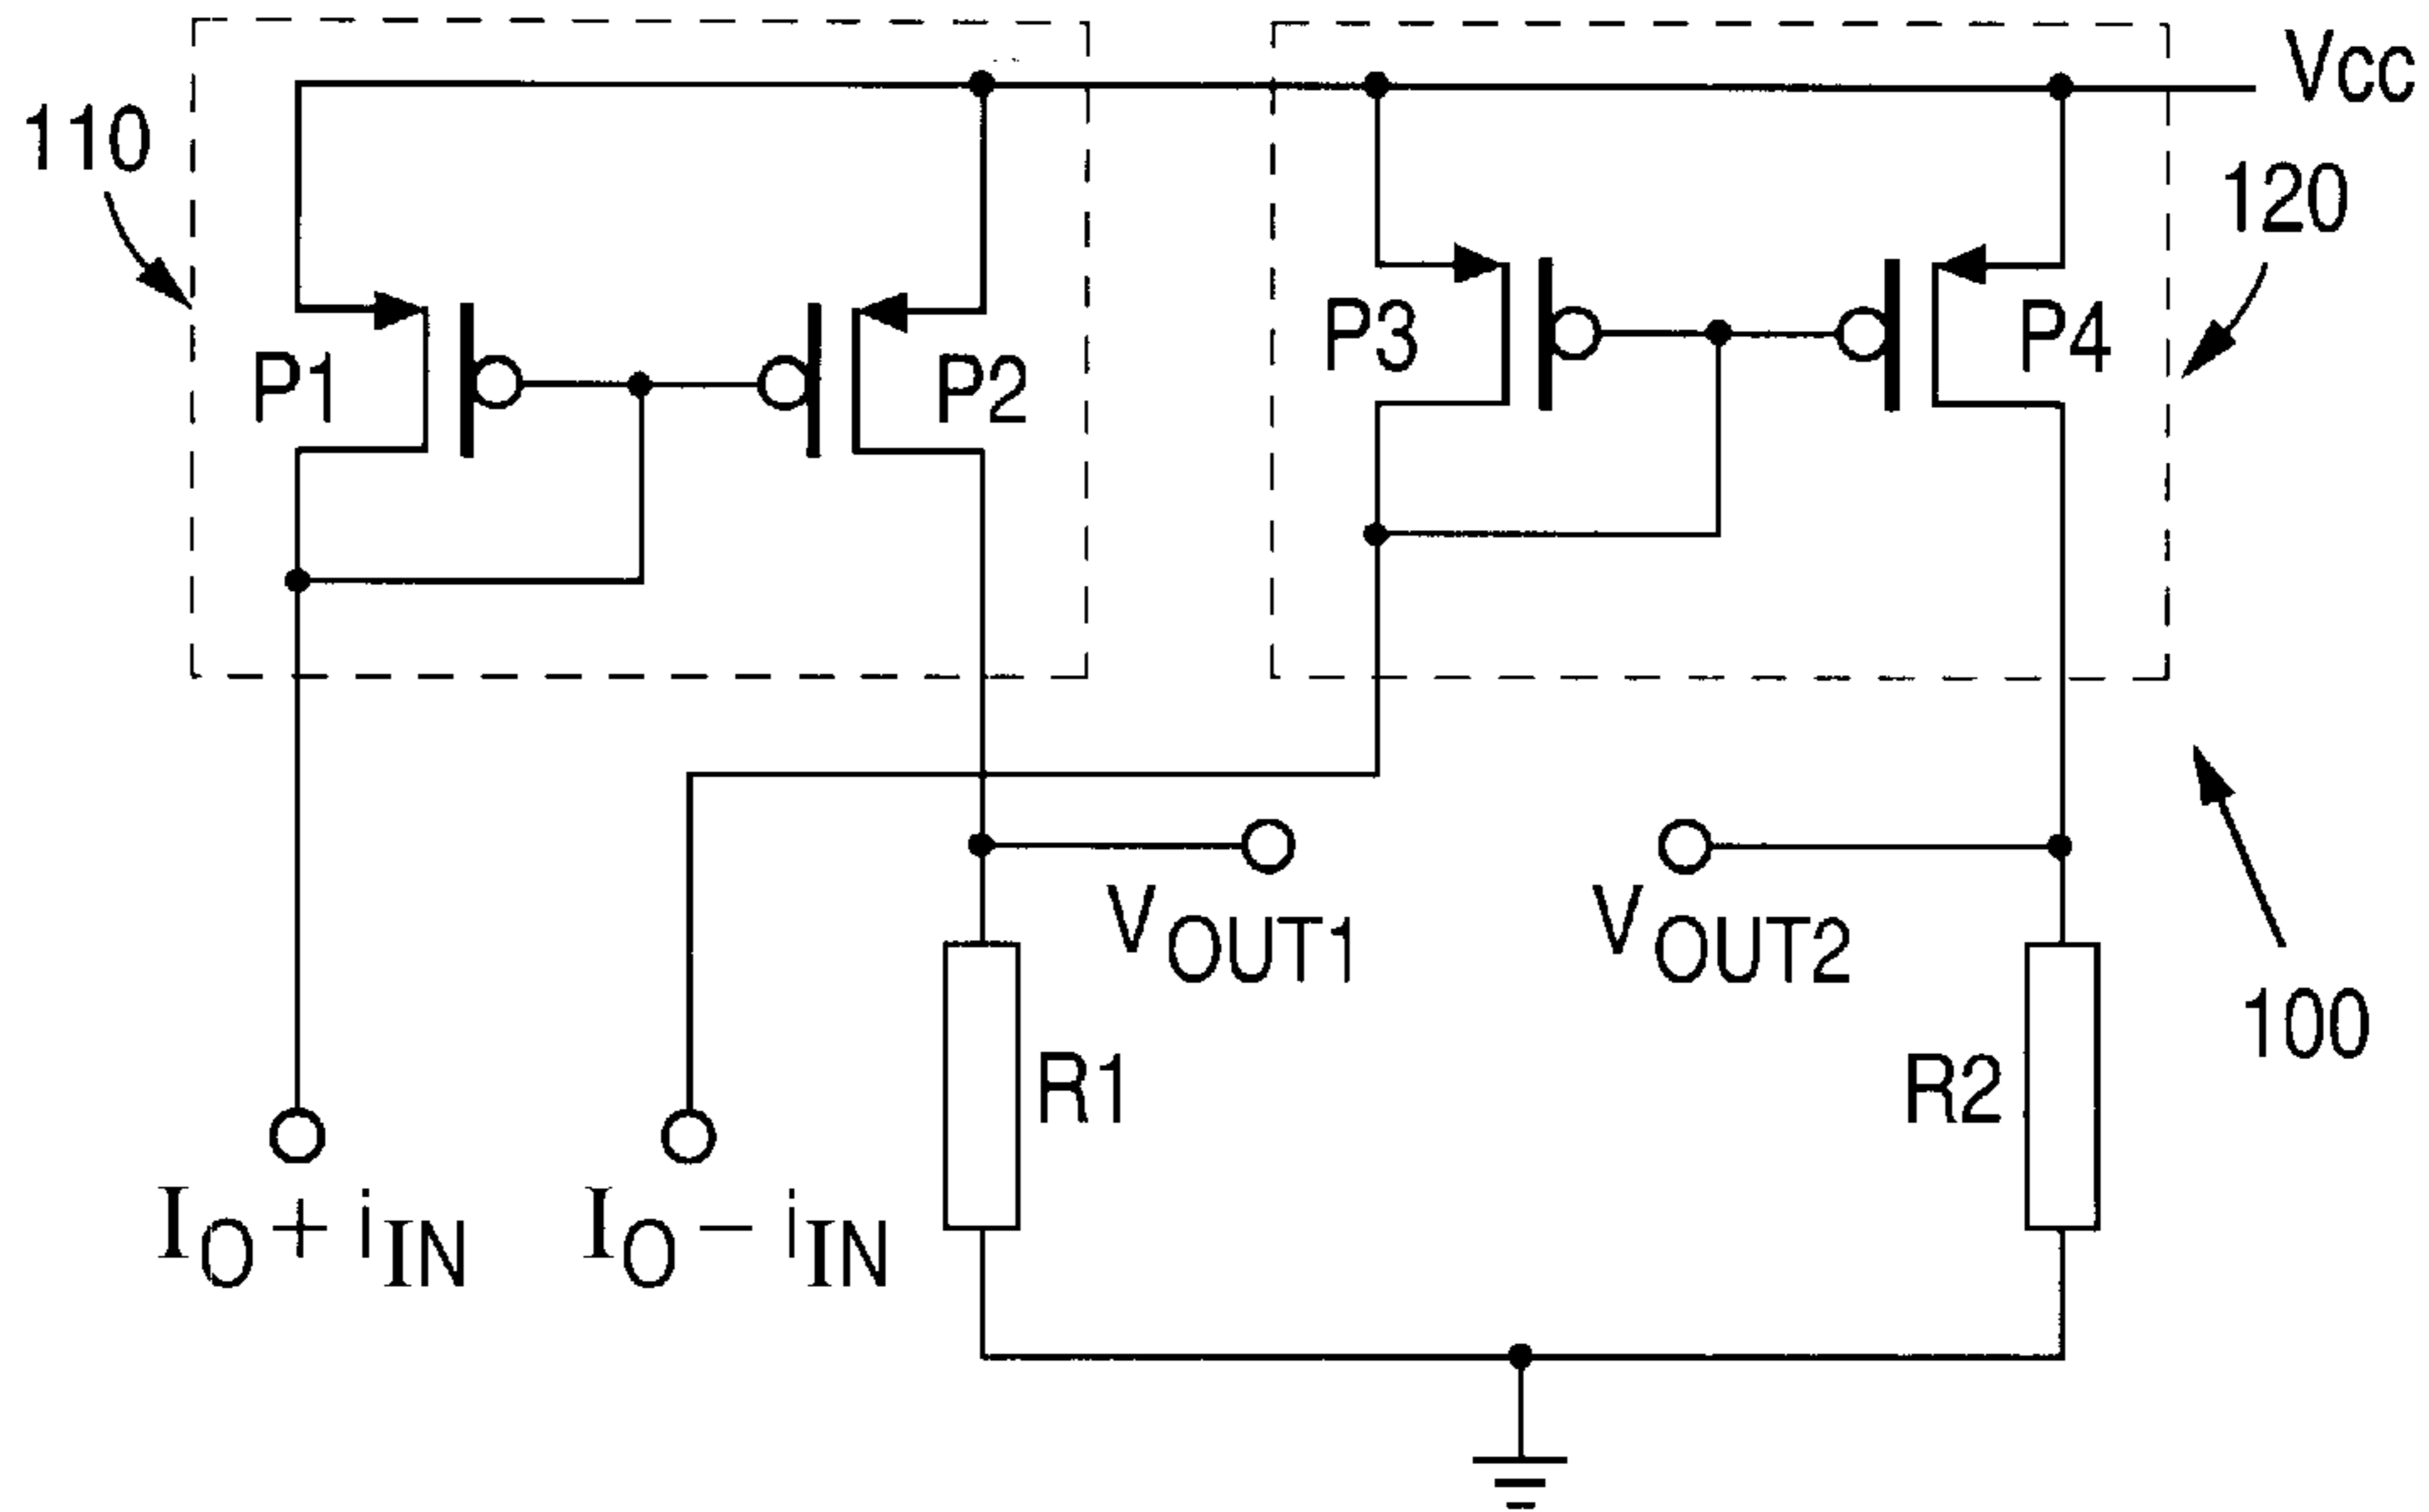 Vcc
110
120
P1
P2
P3
P4
VOUT1
VOUT2
100
R1
R2
IO + iIN
IO − iIN